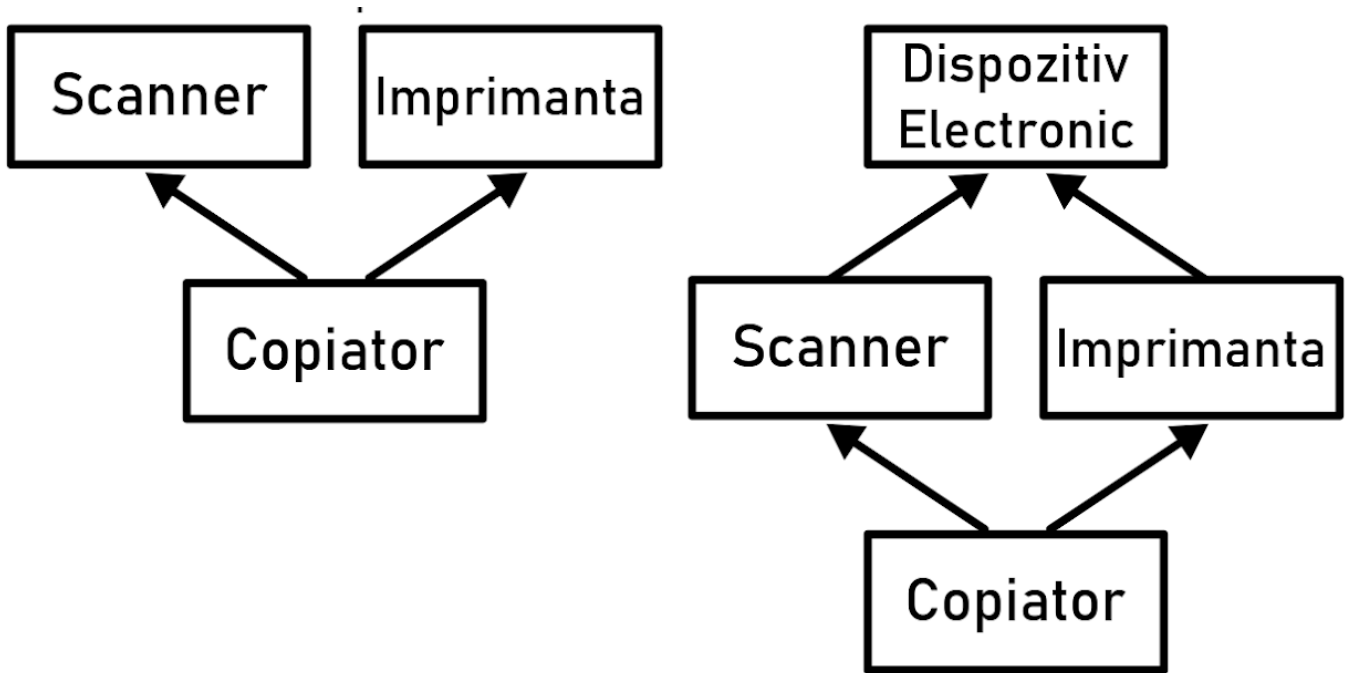 Scanner
Imprimanta
Copiator
Dispozitiv
Electronic
Scanner
Imprimanta
Copiator